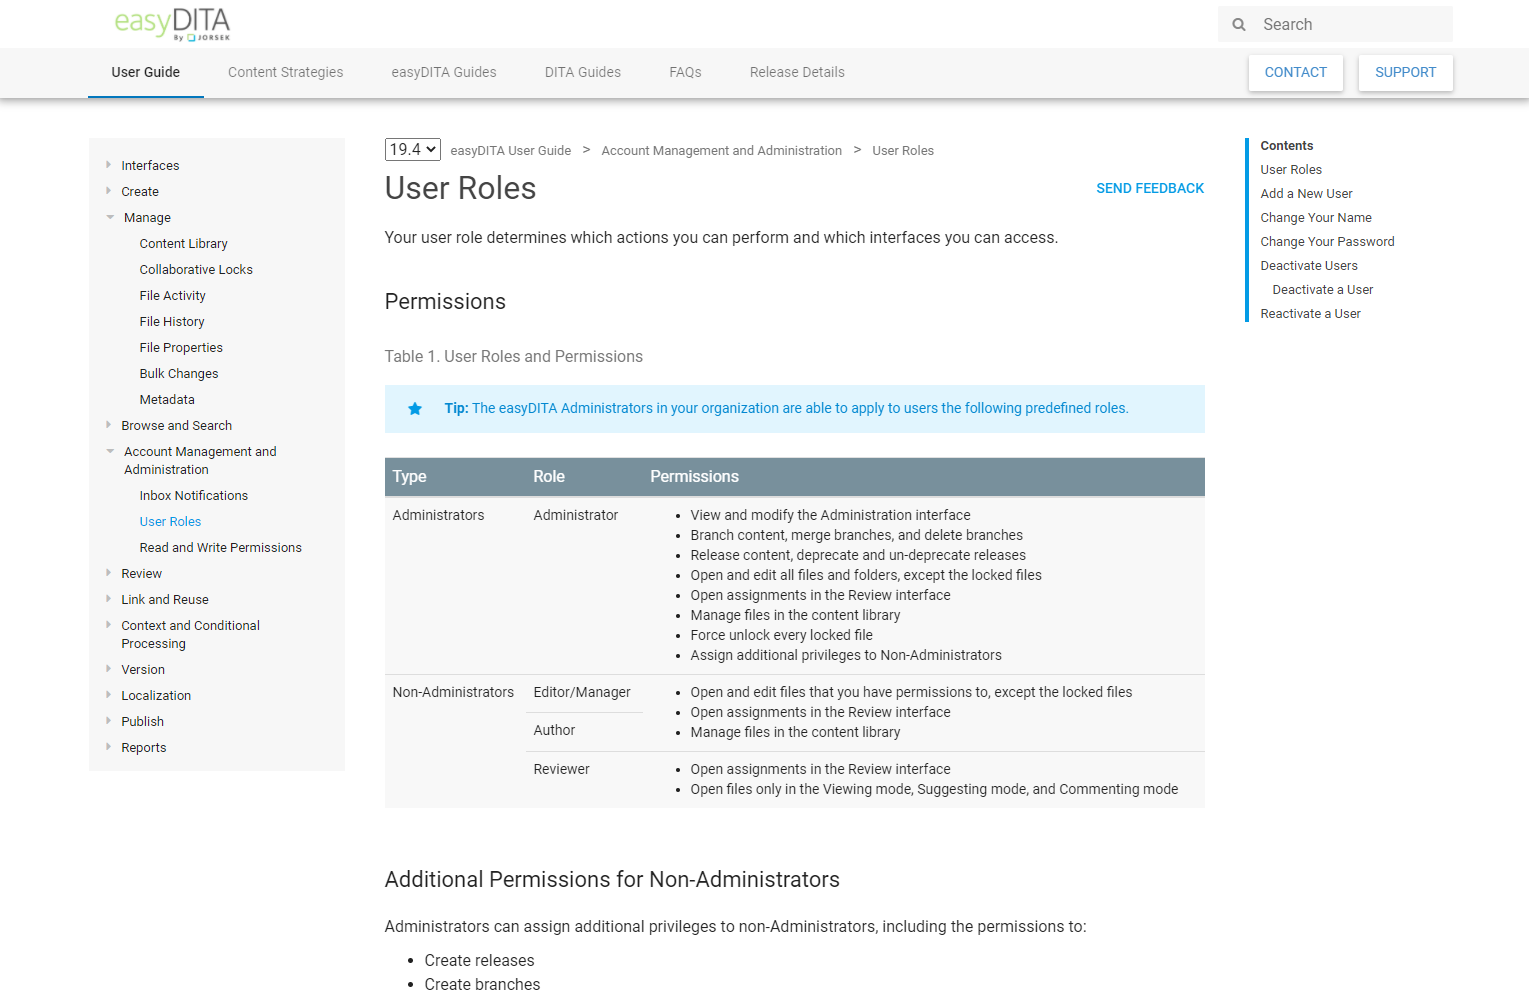 easyDITA
By JORSEK
Search
User Guide
Content Strategies
easyDITA Guides
DITA Guides
FAQs
Release Details
CONTACT
SUPPORT
Interfaces
Create
Manage
Content Library
Collaborative Locks
File Activity
File History
File Properties
Bulk Changes
Metadata
Browse and Search
Account Management and
Administration
Inbox Notifications
User Roles
Read and Write Permissions
Review
Link and Reuse
Context and Conditional
Processing
Version
Localization
Publish
Reports
19.4 easyDITA User Guide > Account Management and Administration > User Roles
User Roles
SEND FEEDBACK
Your user role determines which actions you can perform and which interfaces you can access.
Permissions
Table 1. User Roles and Permissions
Tip: The easyDITA Administrators in your organization are able to apply to users the following predefined roles.
Type Role Permissions
Administrators Administrator
• View and modify the Administration interface
• Branch content, merge branches, and delete branches
• Release content, deprecate and un-deprecate releases
• Open and edit all files and folders, except the locked files
• Open assignments in the Review interface
• Manage files in the content library
• Force unlock every locked file
• Assign additional privileges to Non-Administrators
Non-Administrators Editor/Manager
Author
• Open and edit files that you have permissions to, except the locked files
• Open assignments in the Review interface
• Manage files in the content library
Reviewer
• Open assignments in the Review interface
• Open files only in the Viewing mode, Suggesting mode, and Commenting mode
Additional Permissions for Non-Administrators
Administrators can assign additional privileges to non-Administrators, including the permissions to:
• Create releases
• Create branches
Contents
User Roles
Add a New User
Change Your Name
Change Your Password
Deactivate Users
Deactivate a User
Reactivate a User